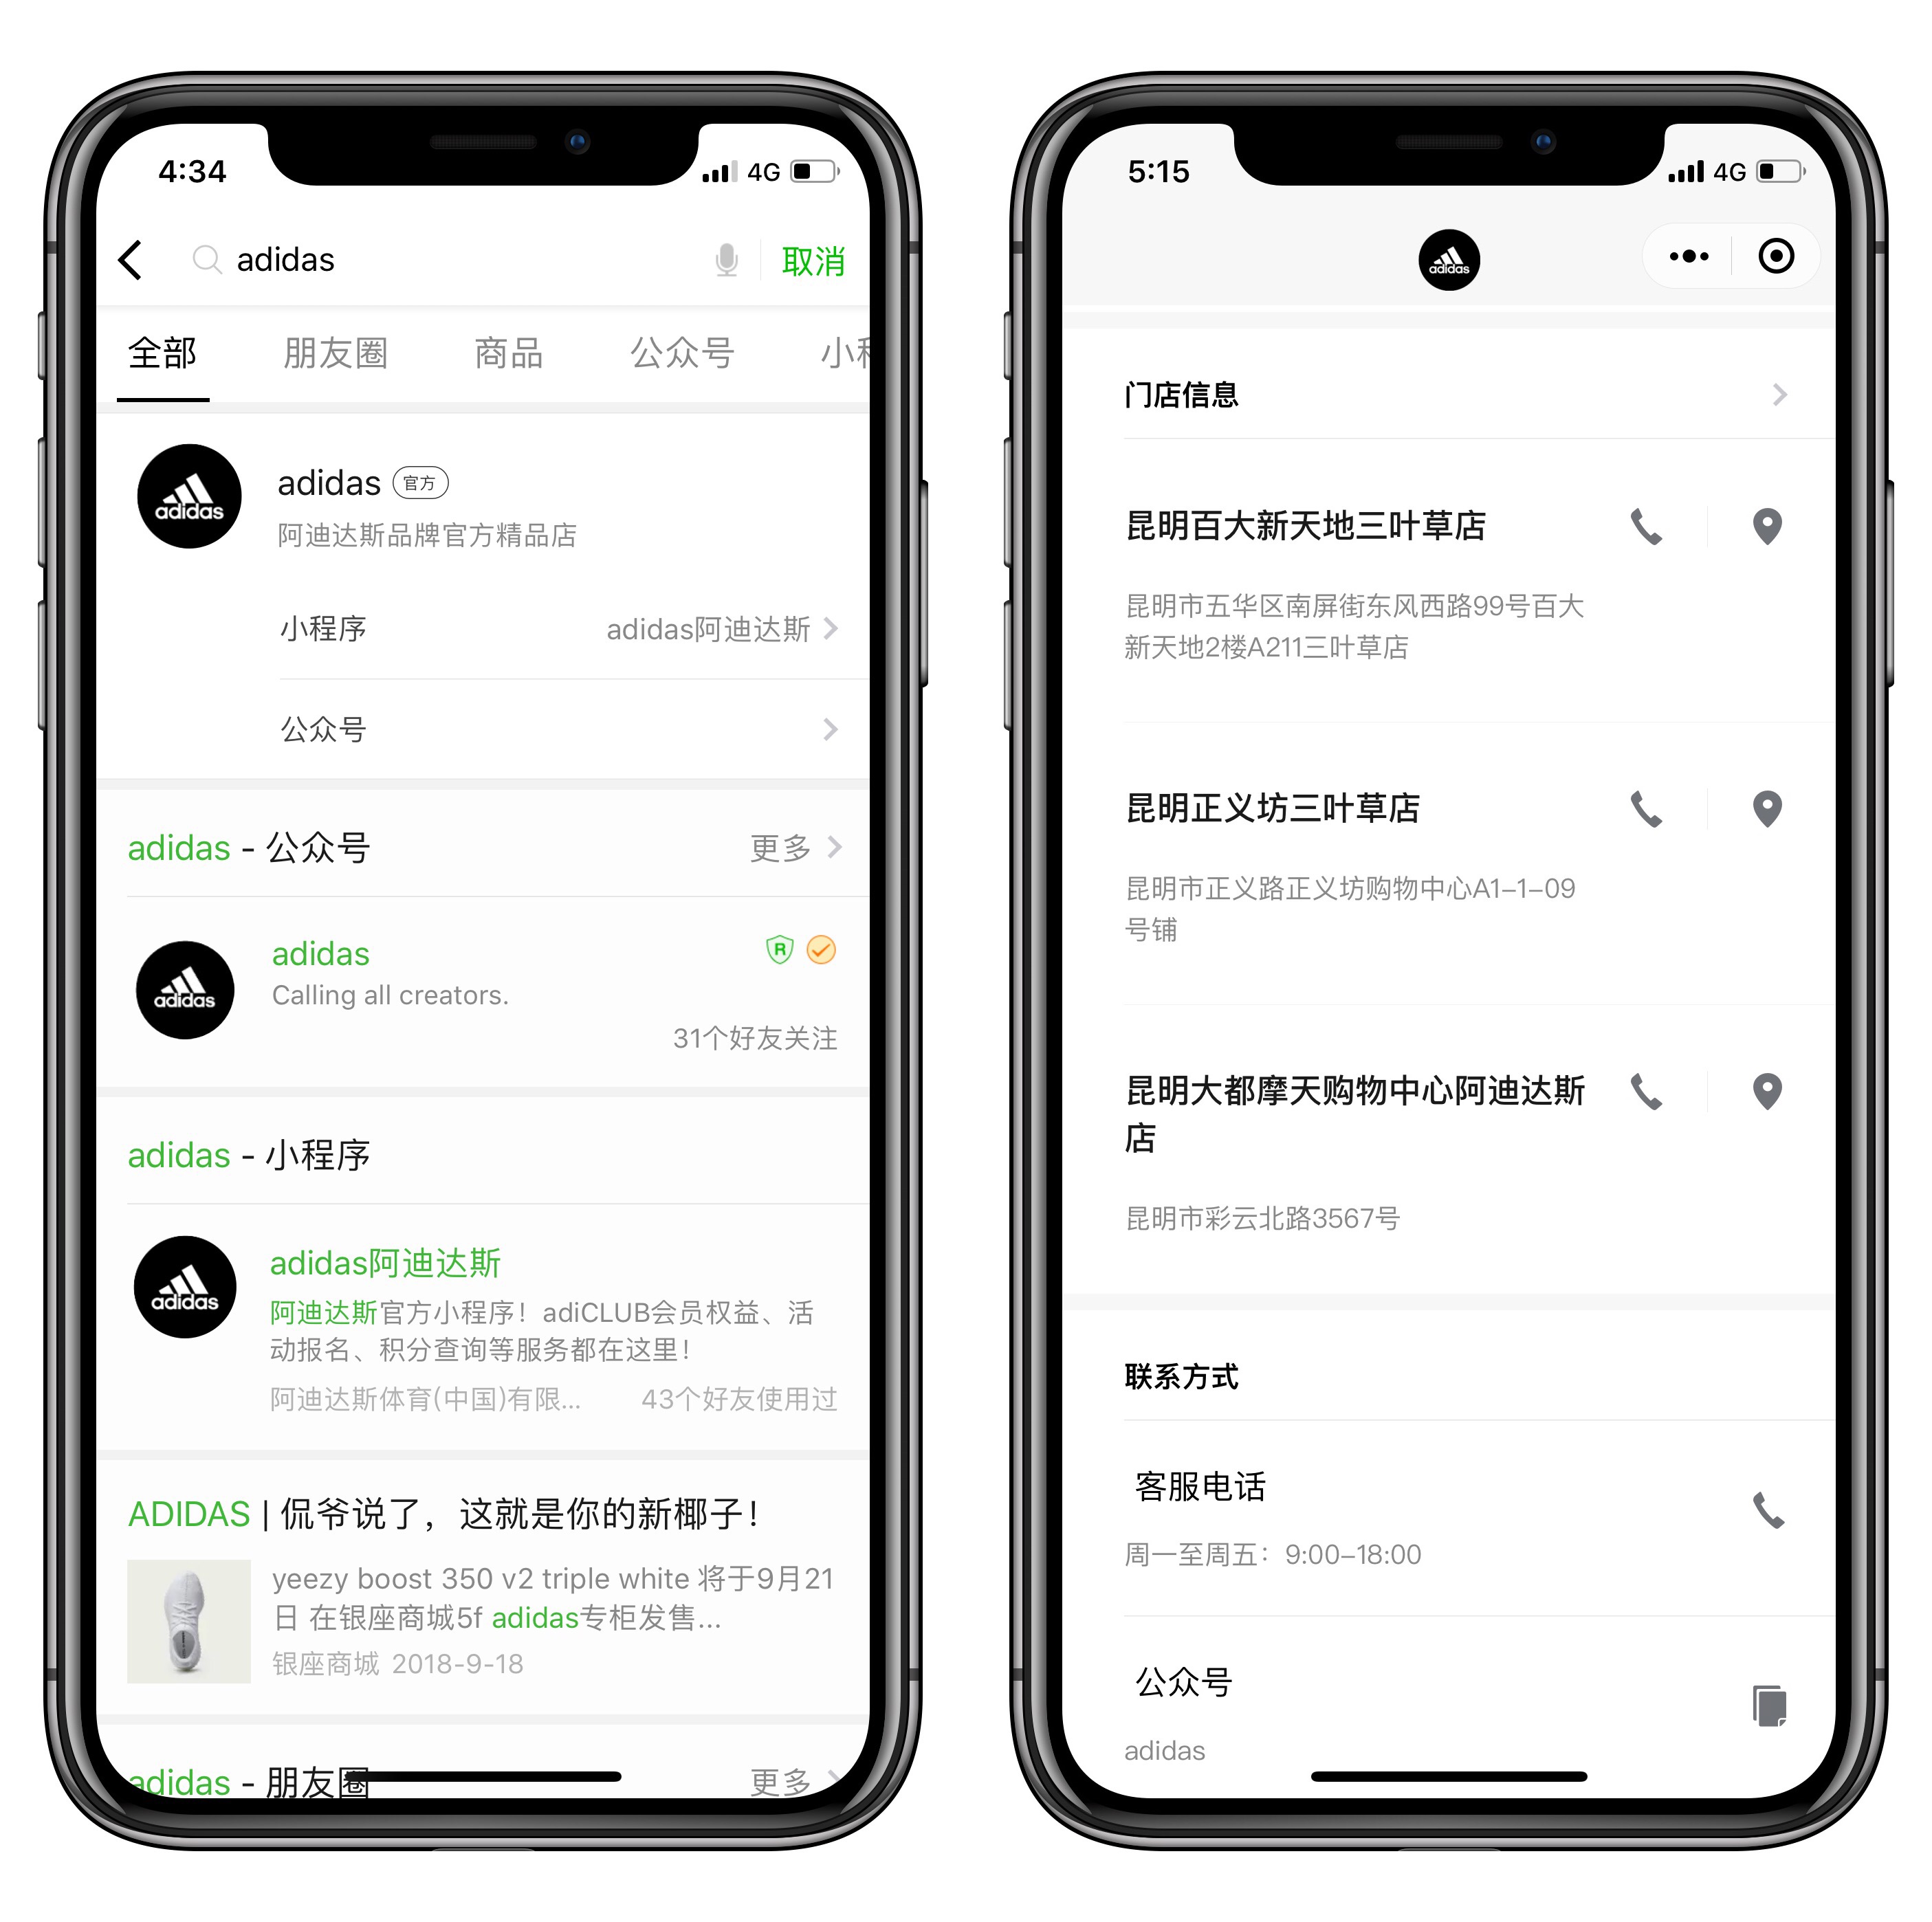 4:34
4G
adidas
取消
全部
朋友圈
商品
公众号
小程
adidas
adidas 官方
阿迪达斯品牌官方精品店
小程序
adidas阿迪达斯
公众号
adidas - 公众号
更多
adidas
adidas
R
Calling all creators.
31个好友关注
adidas - 小程序
adidas
adidas阿迪达斯
阿迪达斯官方小程序！adiCLUB会员权益、活
动报名、积分查询等服务都在这里！
阿迪达斯体育(中国)有限...
43个好友使用过
ADIDAS | 侃爷说了，这就是你的新椰子！
yeezy boost 350 v2 triple white 将于9月21
日 在银座商城5f adidas专柜发售...
银座商城 2018-9-18
adidas - 朋友圈
更多
5:15
4G
adidas
门店信息
昆明百大新天地三叶草店
昆明市五华区南屏街东风西路99号百大
新天地2楼A211三叶草店
昆明正义坊三叶草店
昆明市正义路正义坊购物中心A1-1-09
号铺
昆明大都摩天购物中心阿迪达斯
店
昆明市彩云北路3567号
联系方式
客服电话
周一至周五：9:00-18:00
公众号
adidas